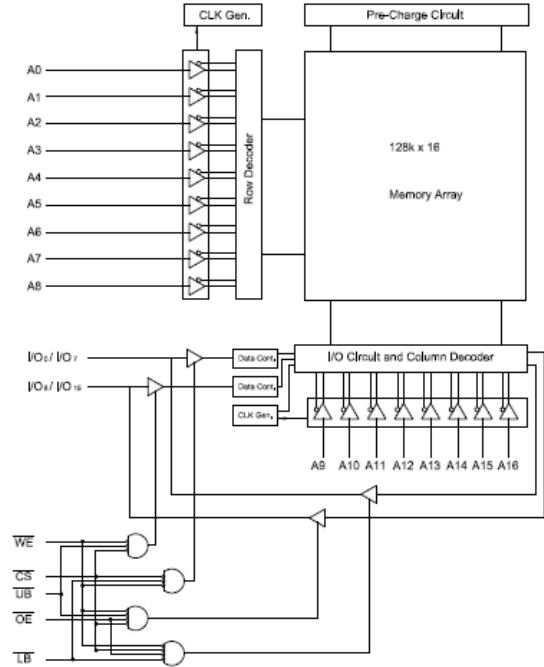 CLK Gen.
Pre-Charge Circuit
A0
A1
A2
A3
A4
A5
A6
A7
A8
Row Decoder
128k x 16
Memory Array
I/O0 / I/O7
I/O8 / I/O15
Data Cont.
Data Cont.
CLK Gen.
I/O Circuit and Column Decoder
A9 A10 A11 A12 A13 A14 A15 A16
WE
CS
UB
OE
LB